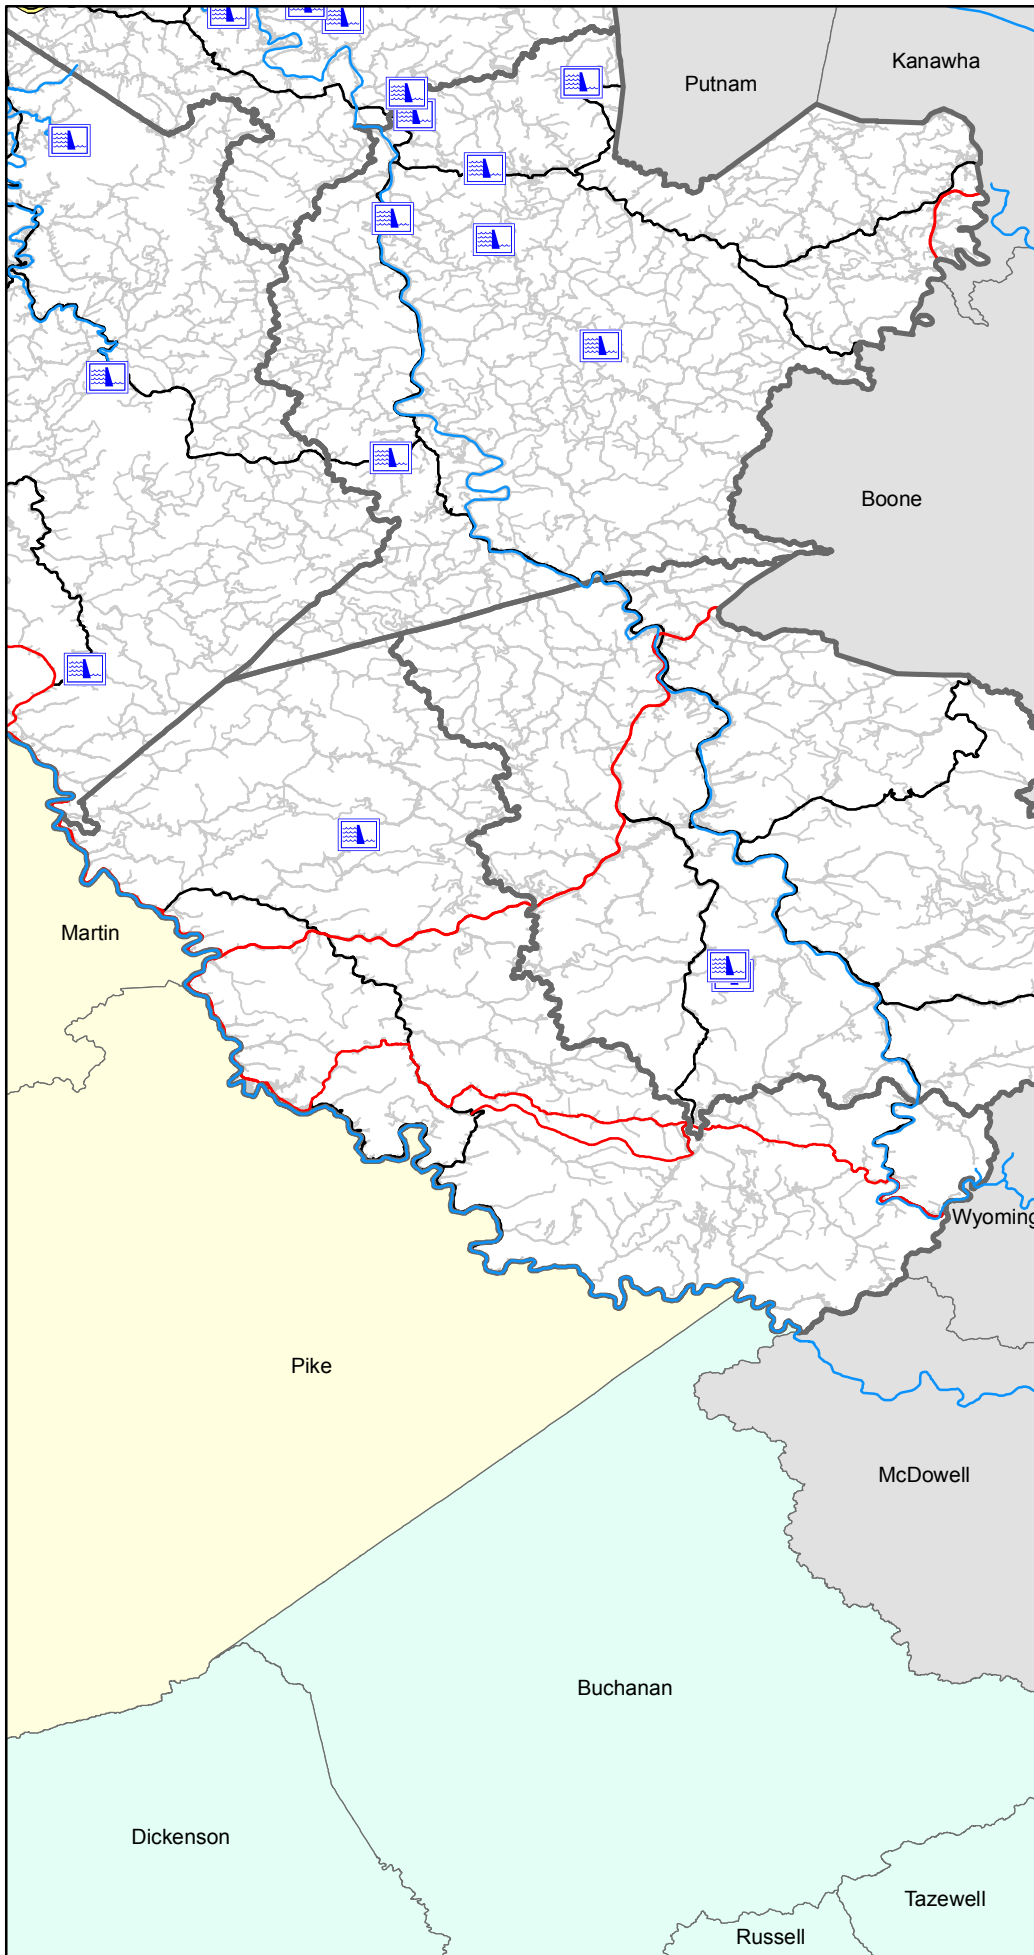 Kanawha
Putnam
Boone
Martin
Wyoming
Pike
McDowell
Buchanan
Dickenson
Tazewell
Russell